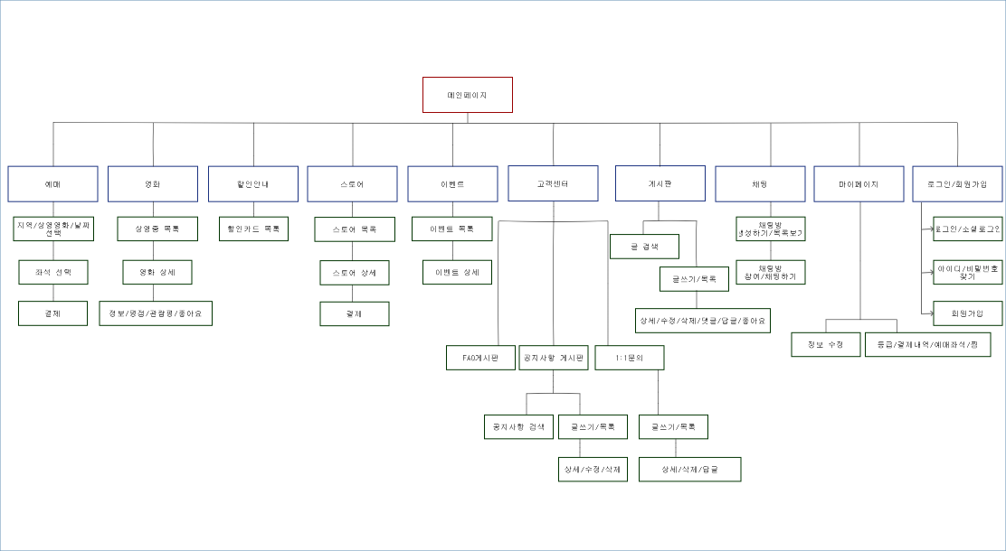 메인페이지
예매
영화
할인안내
스토어
이벤트
고객센터
게시판
채팅
마이페이지
로그인/회원가입
지역/상영영화/날짜
선택
상영중 목록
할인카드 목록
스토어 목록
이벤트 목록
글 검색
채팅방
생성하기/목록보기
로그인/소셜로그인
좌석 선택
영화 상세
스토어 상세
이벤트 상세
글쓰기/목록
채팅방
참여/채팅하기
아이디/비밀번호
찾기
결제
정보/평점/관람평/좋아요
결제
상세/수정/삭제/댓글/답글/좋아요
회원가입
FAQ게시판
공지사항 게시판
1:1문의
정보 수정
등급/결제내역/예매좌석/찜
공지사항 검색
글쓰기/목록
글쓰기/목록
상세/수정/삭제
상세/삭제/답글